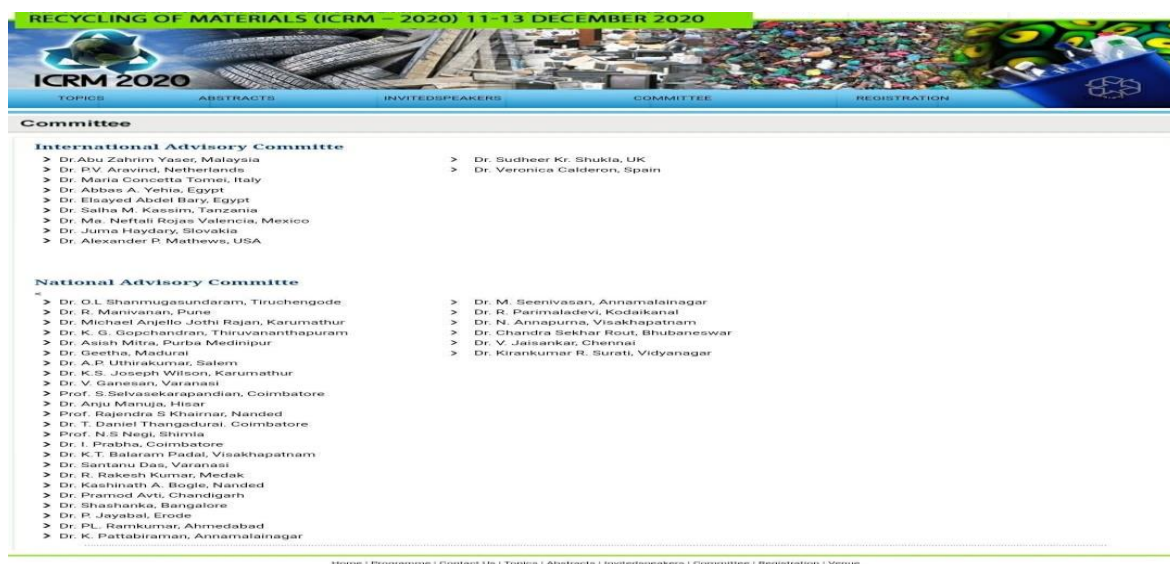 RECYCLING OF MATERIALS (ICRM – 2020) 11-13 DECEMBER 2020
ICRM 2020
TOPICS ABSTRACTS INVITEDSPEAKERS COMMITTEE REGISTRATION
Committee
International Advisory Committe
> Dr.Abu Zahrim Yaser, Malaysia
> Dr. P.V. Aravind, Netherlands
> Dr. Maria Concetta Tomei, Italy
> Dr. Abbas A. Yehia, Egypt
> Dr. Elsayed Abdel Bary, Egypt
> Dr. Salha M. Kassim, Tanzania
> Dr. Ma. Neftali Rojas Valencia, Mexico
> Dr. Juma Haydary, Slovakia
> Dr. Alexander P. Mathews, USA
> Dr. Sudheer Kr. Shukla, UK
> Dr. Veronica Calderon, Spain
National Advisory Committe
<
> Dr. O.L Shanmugasundaram, Tiruchengode
> Dr. R. Manivanan, Pune
> Dr. Michael Anjello Jothi Rajan, Karumathur
> Dr. K. G. Gopchandran, Thiruvananthapuram
> Dr. Asish Mitra, Purba Medinipur
> Dr. Geetha, Madurai
> Dr. A.P. Uthirakumar, Salem
> Dr. K.S. Joseph Wilson, Karumathur
> Dr. V. Ganesan, Varanasi
> Prof. S.Selvasekarapandian, Coimbatore
> Dr. Anju Manuja, Hisar
> Prof. Rajendra S Khairnar, Nanded
> Dr. T. Daniel Thangadurai. Coimbatore
> Prof. N.S Negi, Shimla
> Dr. I. Prabha, Coimbatore
> Dr. K.T. Balaram Padal, Visakhapatnam
> Dr. Santanu Das, Varanasi
> Dr. R. Rakesh Kumar, Medak
> Dr. Kashinath A. Bogle, Nanded
> Dr. Pramod Avti, Chandigarh
> Dr. Shashanka, Bangalore
> Dr. P. Jayabal, Erode
> Dr. PL. Ramkumar, Ahmedabad
> Dr. K. Pattabiraman, Annamalainagar
> Dr. M. Seenivasan, Annamalainagar
> Dr. R. Parimaladevi, Kodaikanal
> Dr. N. Annapurna, Visakhapatnam
> Dr. Chandra Sekhar Rout, Bhubaneswar
> Dr. V. Jaisankar, Chennai
> Dr. Kirankumar R. Surati, Vidyanagar
Home | Programme | Contact Us | Topics | Abstracts | Invitedspeakers | Committee | Registration | Venue